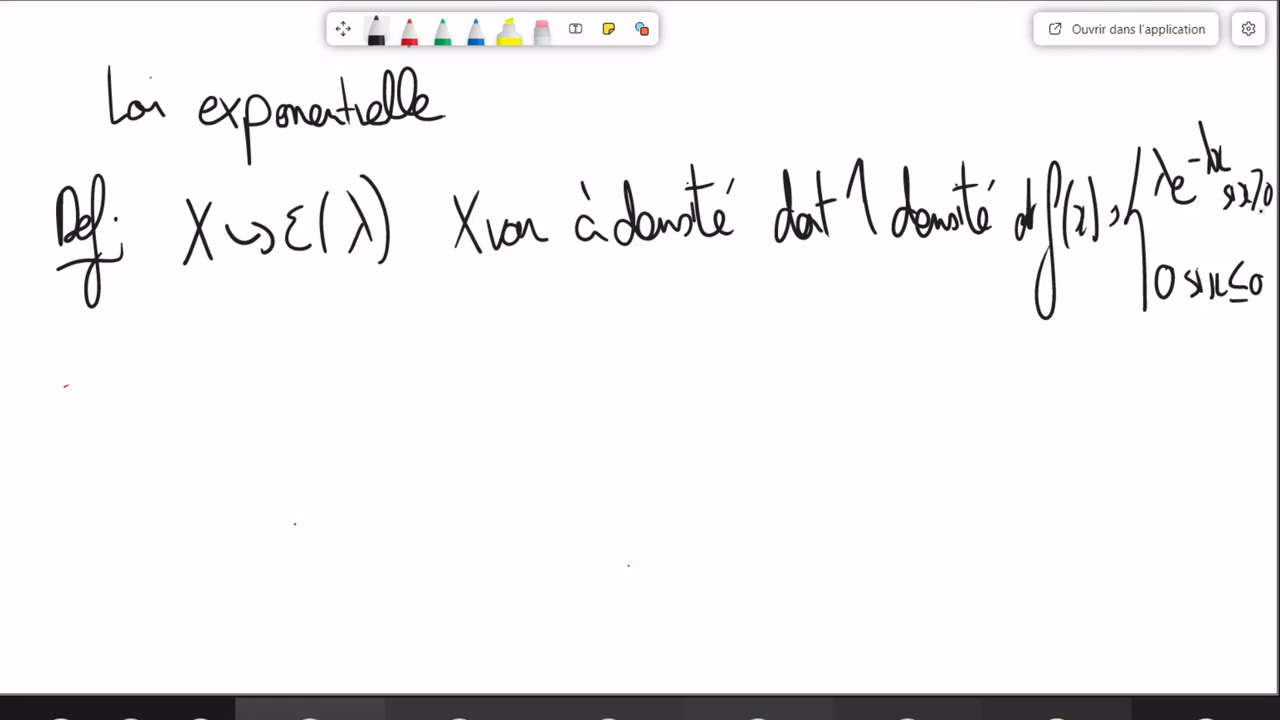 Ouvrir dans l'application
Loi exponentielle
Def: X ↪ ε(λ) X var à densité dont 1 densité est f(x) = { λe^{-λx} si x>0
0 si x≤0